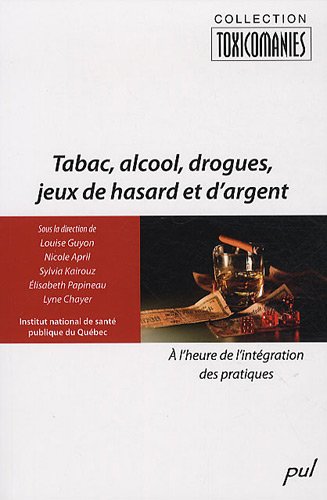 COLLECTION
TOXICOMANIES
Tabac, alcool, drogues,
jeux de hasard et d'argent
Sous la direction de
Louise Guyon
Nicole April
Sylvia Kairouz
Élisabeth Papineau
Lyne Chayer
Institut national de santé
publique du Québec
À l'heure de l'intégration
des pratiques
pul